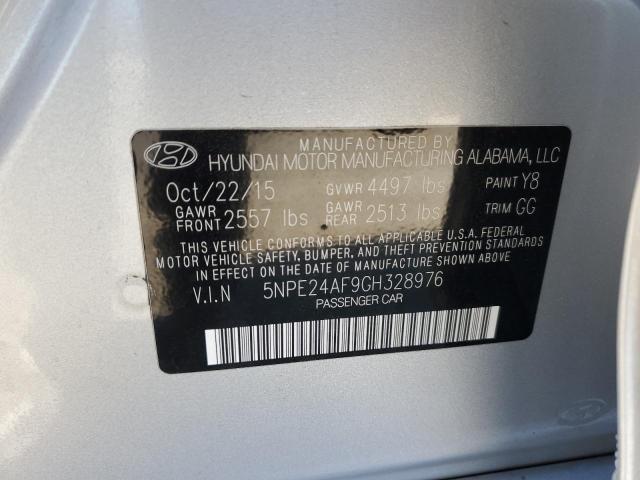 MANUFACTURED BY
HYUNDAI MOTOR MANUFACTURING ALABAMA, LLC
Oct/22/15 GVWR 4497 lbs PAINT Y8
GAWR FRONT 2557 lbs GAWR REAR 2513 lbs TRIM GG
THIS VEHICLE CONFORMS TO ALL APPLICABLE U.S.A. FEDERAL
MOTOR VEHICLE SAFETY, BUMPER, AND THEFT PREVENTION STANDARDS
IN EFFECT ON THE DATE OF MANUFACTURE SHOWN ABOVE.
V.I.N 5NPE24AF9GH328976
PASSENGER CAR